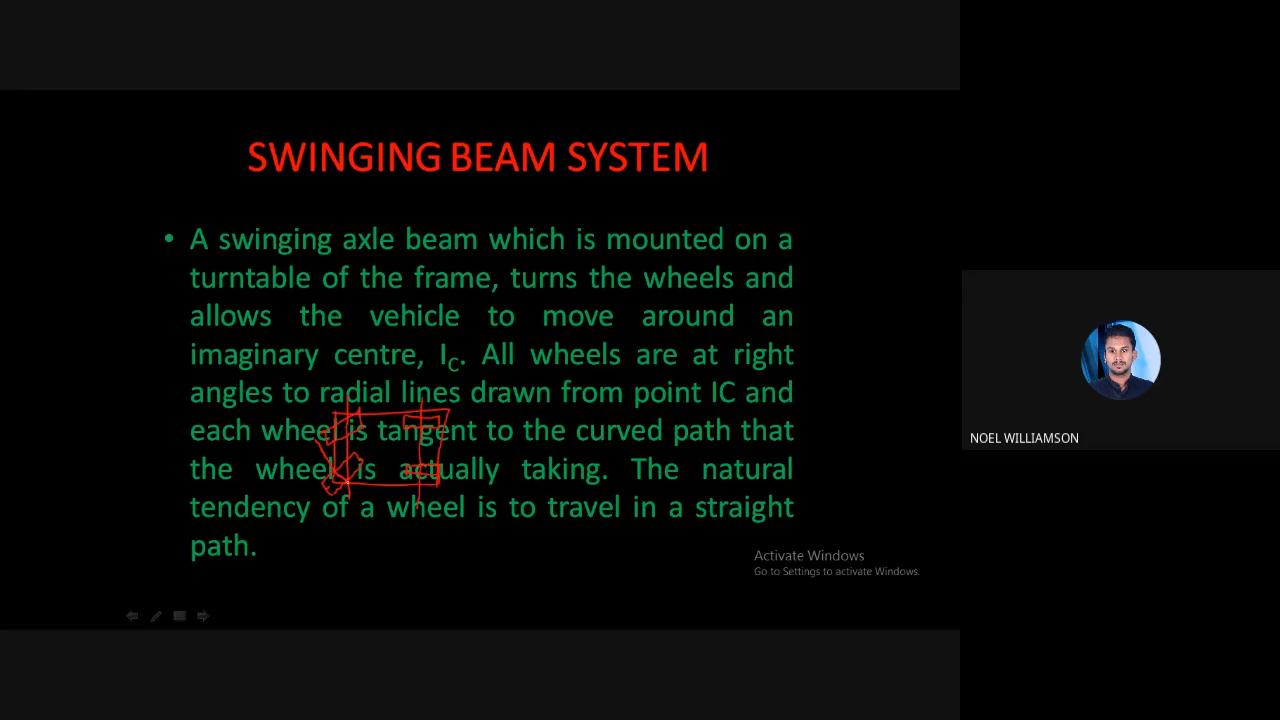 SWINGING BEAM SYSTEM
• A swinging axle beam which is mounted on a
turntable of the frame, turns the wheels and
allows the vehicle to move around an
imaginary centre, IC. All wheels are at right
angles to radial lines drawn from point IC and
each wheel is tangent to the curved path that
the wheel is actually taking. The natural
tendency of a wheel is to travel in a straight
path.
Activate Windows
Go to Settings to activate Windows.
NOEL WILLIAMSON